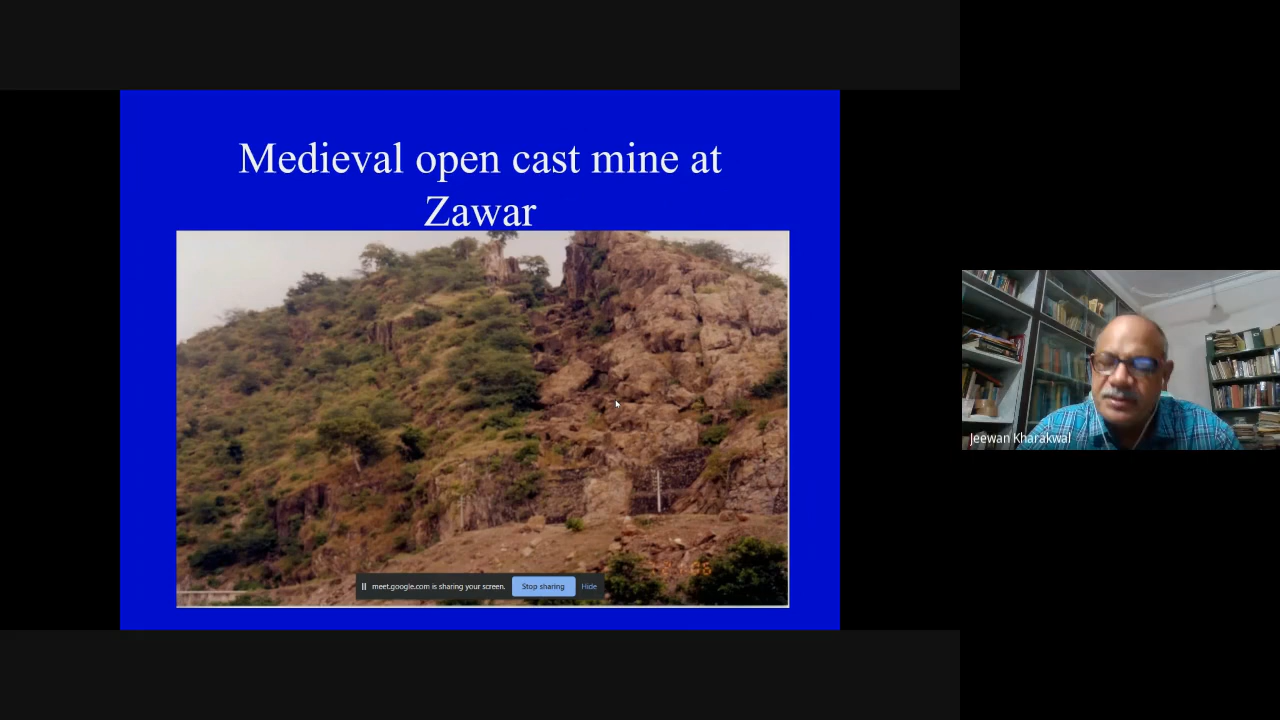 Medieval open cast mine at
Zawar
meet.google.com is sharing your screen.
Stop sharing
Hide
Jeewan Kharakwal